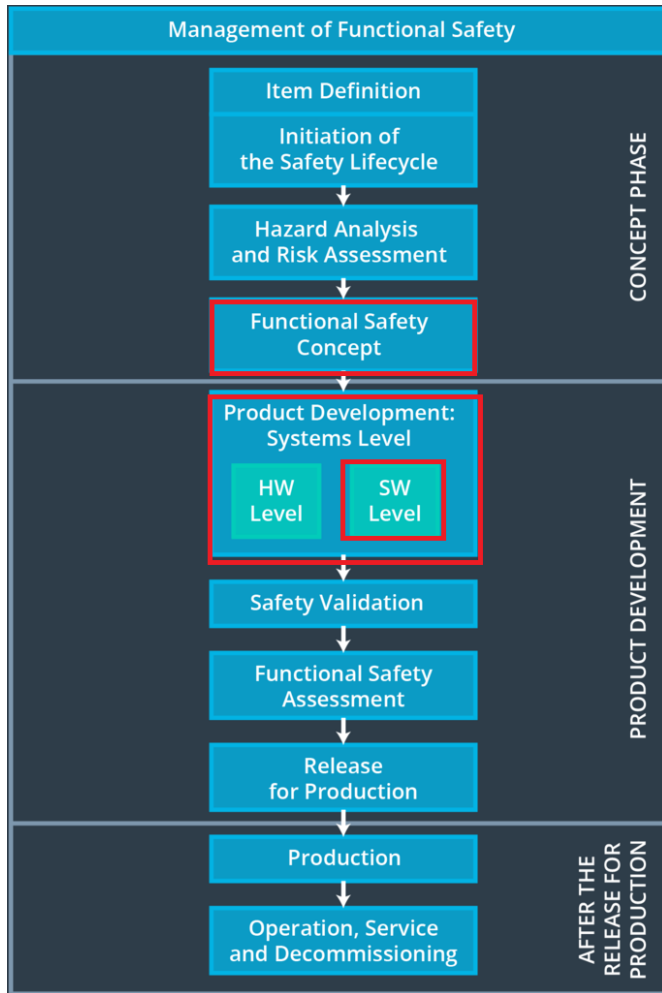 Management of Functional Safety
Item Definition
Initiation of
the Safety Lifecycle
Hazard Analysis
and Risk Assessment
Functional Safety
Concept
CONCEPT PHASE
Product Development:
Systems Level
HW
Level
SW
Level
Safety Validation
Functional Safety
Assessment
Release
for Production
PRODUCT DEVELOPMENT
Production
Operation, Service
and Decommissioning
AFTER THE
RELEASE FOR
PRODUCTION